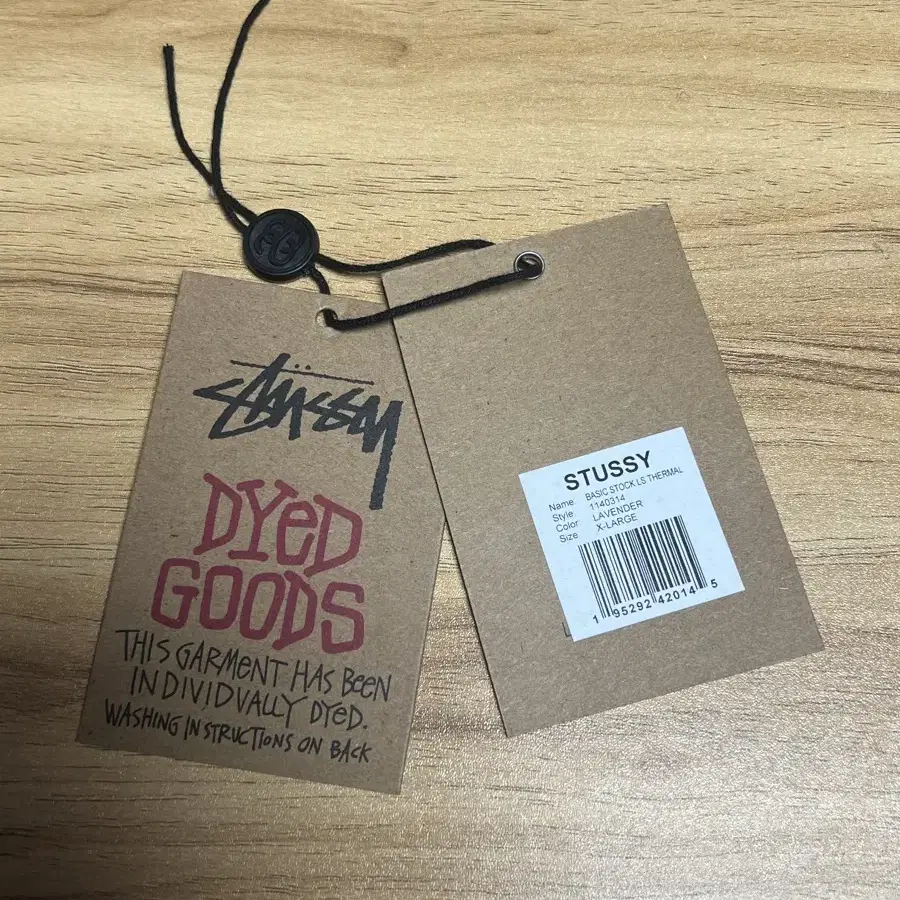 Stüssy
DYeD
GOODS
THIS GARMENT HAS BeeN
INDIVIDVALLY DYeD.
WASHING INSTRUCTIONS ON BACK
STUSSY
Name BASIC STOCK LS THERMAL
Style 1140314
Color LAVENDER
Size X-LARGE
1 95292 42014 5